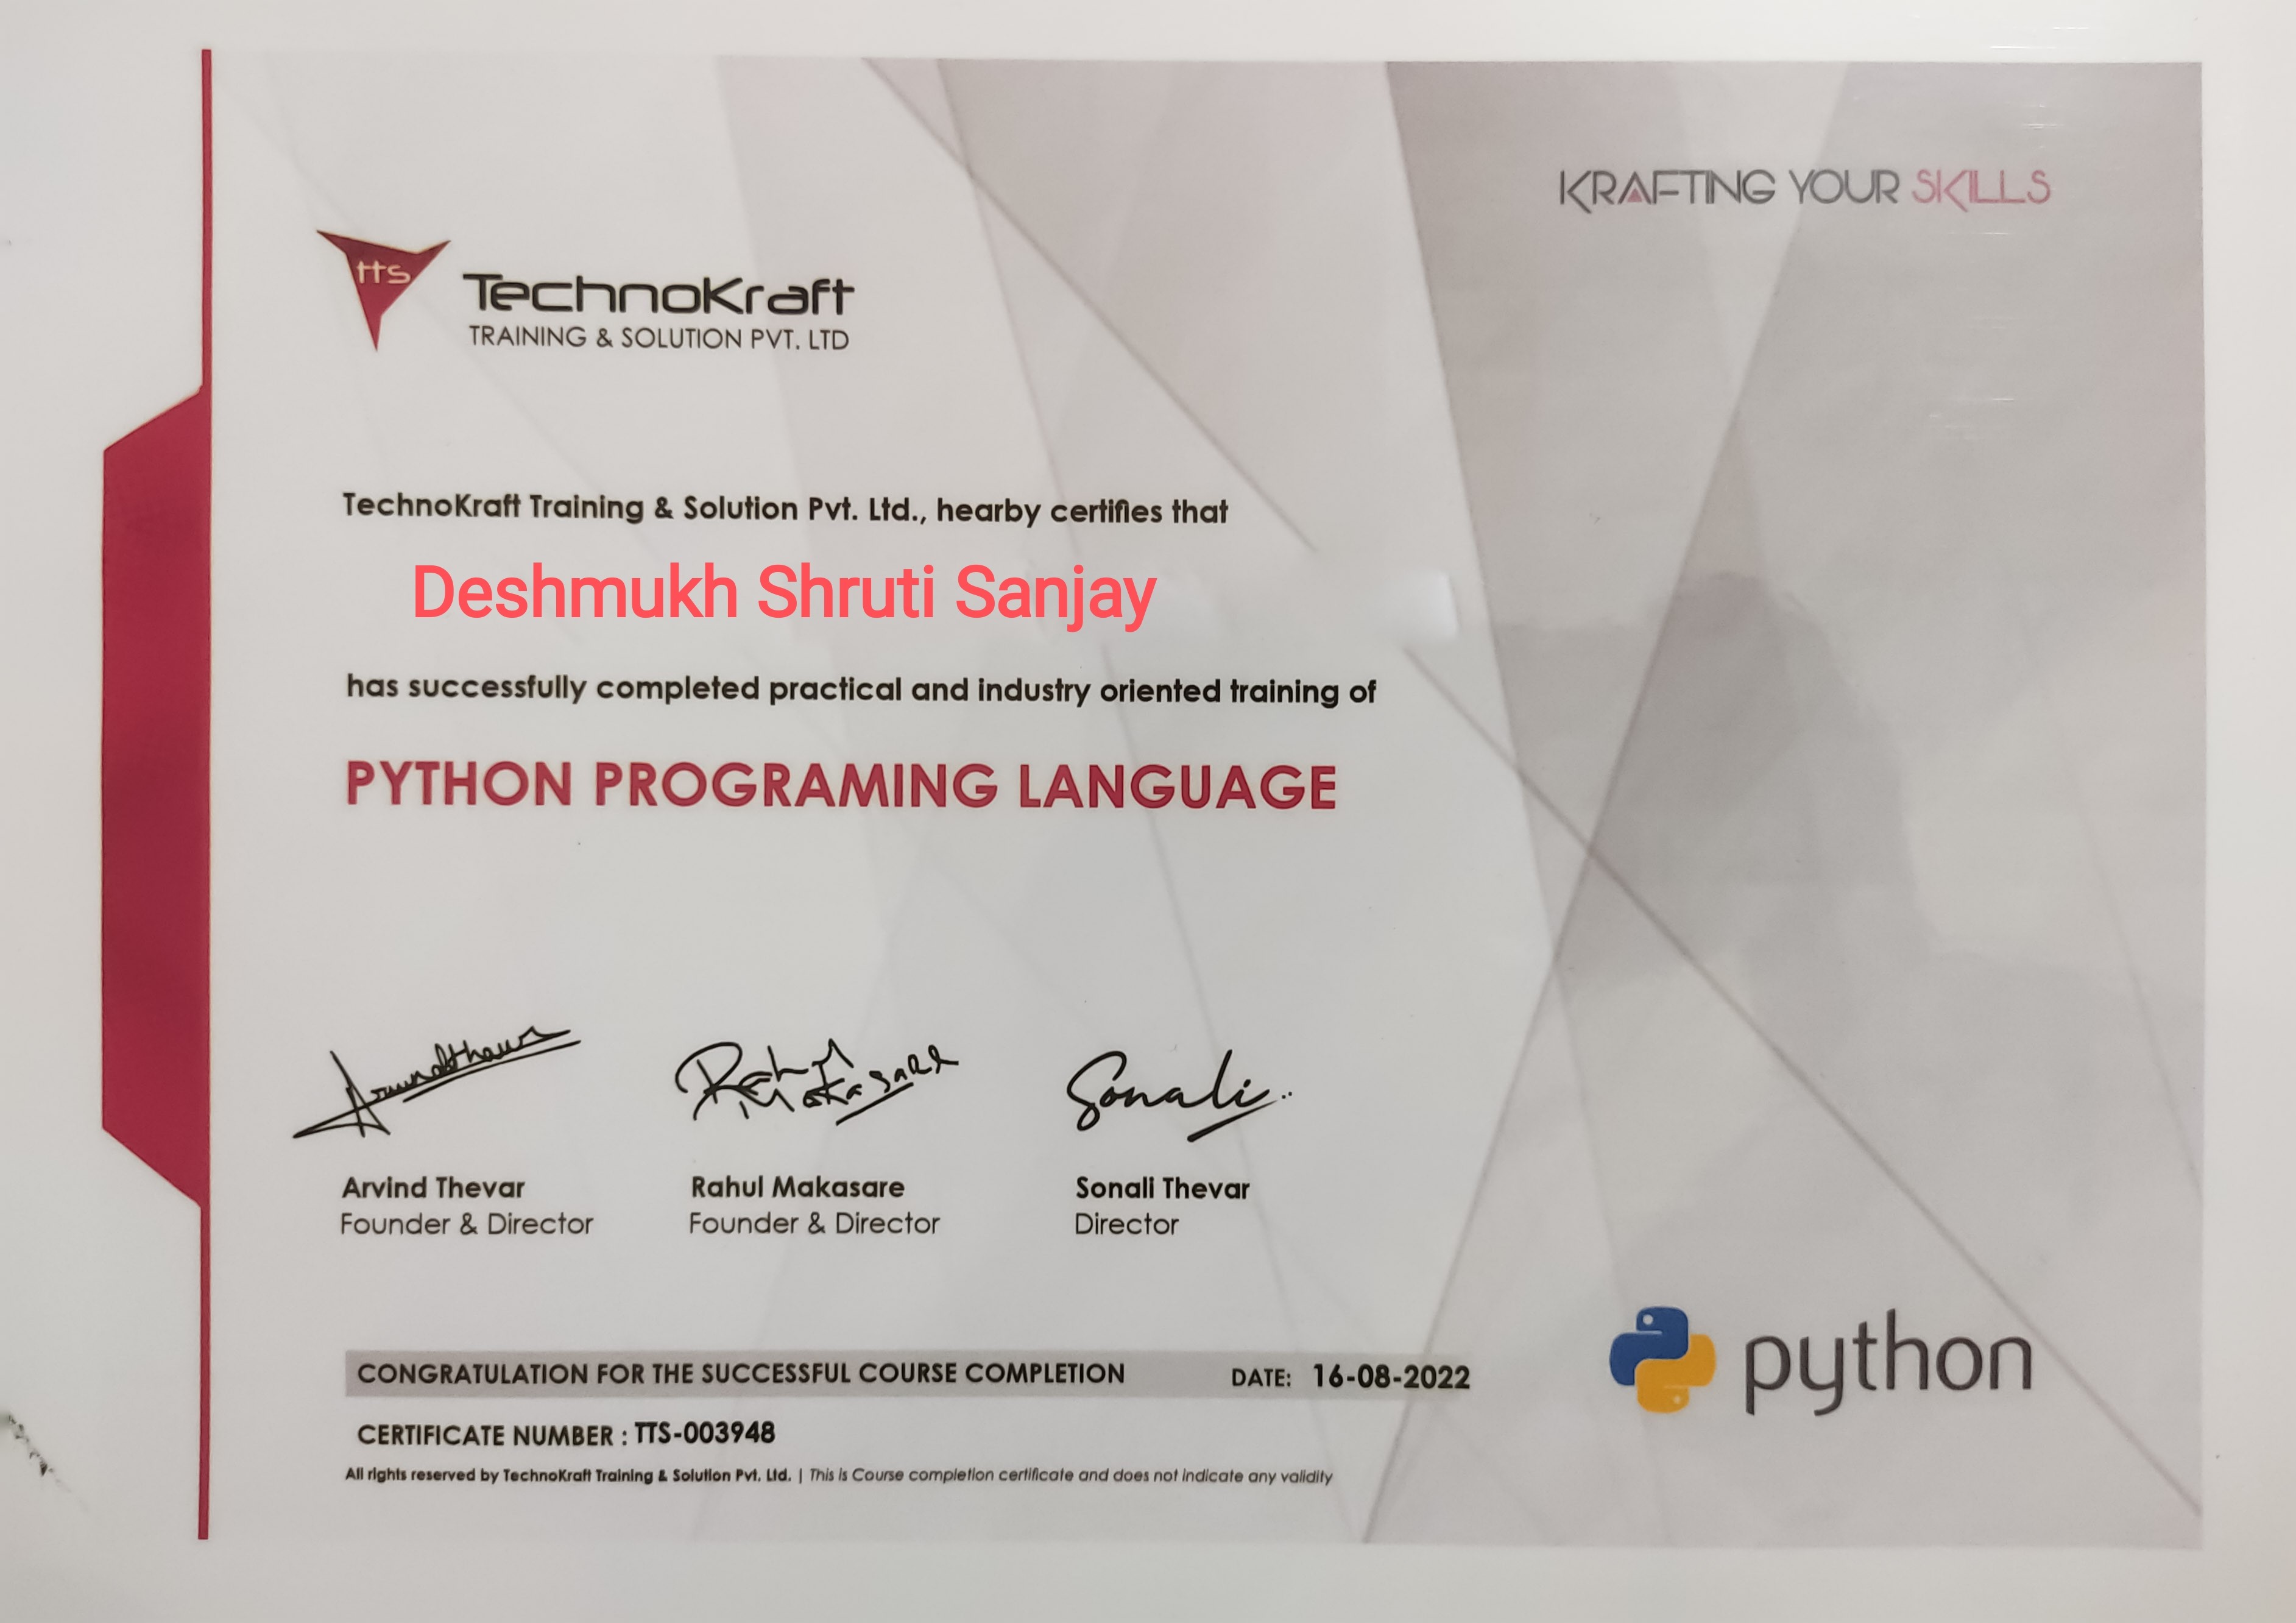 KRAFTING YOUR SKILLS
tts
TechnoKraft
TRAINING & SOLUTION PVT. LTD
TechnoKraft Training & Solution Pvt. Ltd., hearby certifies that
Deshmukh Shruti Sanjay
has successfully completed practical and industry oriented training of
PYTHON PROGRAMING LANGUAGE
Rahul Makasare
Sonali
Arvind Thevar
Founder & Director
Rahul Makasare
Founder & Director
Sonali Thevar
Director
CONGRATULATION FOR THE SUCCESSFUL COURSE COMPLETION DATE: 16-08-2022
CERTIFICATE NUMBER : TTS-003948
All rights reserved by TechnoKraft Training & Solution Pvt. Ltd. | This is Course completion certificate and does not indicate any validity
python